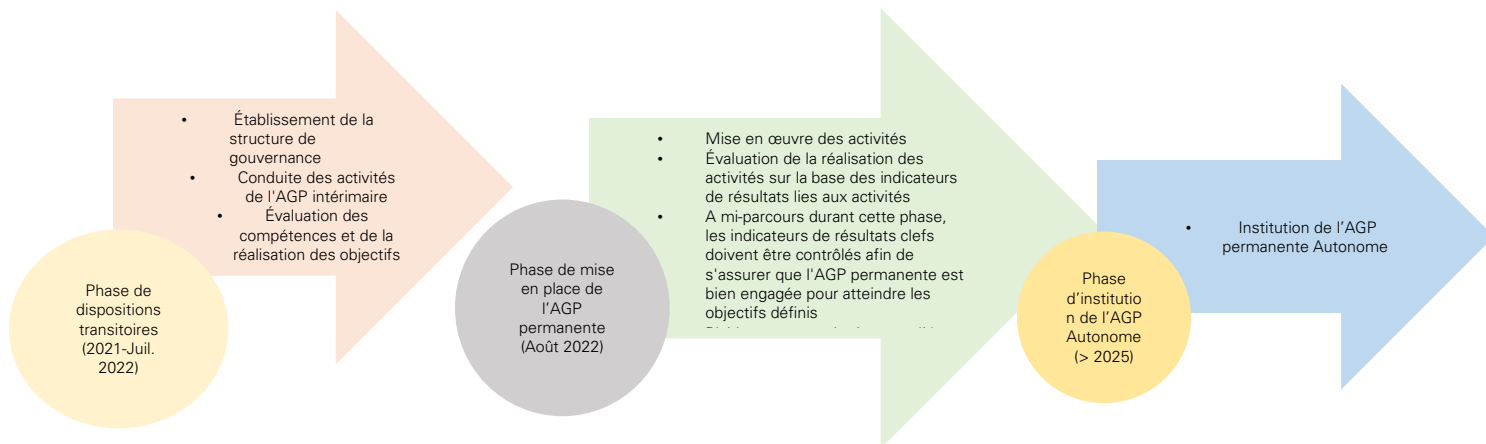 • Établissement de la
structure de
gouvernance
• Conduite des activités
de l'AGP intérimaire
• Évaluation des
compétences et de la
réalisation des objectifs
Phase de
dispositions
transitoires
(2021-Juil.
2022)
• Mise en œuvre des activités
• Évaluation de la réalisation des
activités sur la base des indicateurs
de résultats lies aux activités
• A mi-parcours durant cette phase,
les indicateurs de résultats clefs
doivent être contrôlés afin de
s'assurer que l'AGP permanente est
bien engagée pour atteindre les
objectifs définis
Phase de mise
en place de
l’AGP
permanente
(Août 2022)
• Institution de l’AGP
permanente Autonome
Phase
d’institutio
n de l’AGP
Autonome
(> 2025)